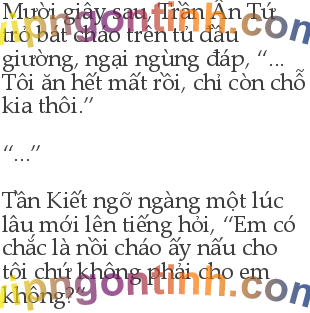 Mười giây sau, Trần Ân Tứ
trỏ bát cháo trên tủ đầu
giường, ngại ngùng đáp, “...
Tôi ăn hết mất rồi, chỉ còn chỗ
kia thôi.”
“...”
Tần Kiết ngỡ ngàng một lúc
lâu mới lên tiếng hỏi, “Em có
chắc là nồi cháo ấy nấu cho
tôi chứ không phải cho em
không?”